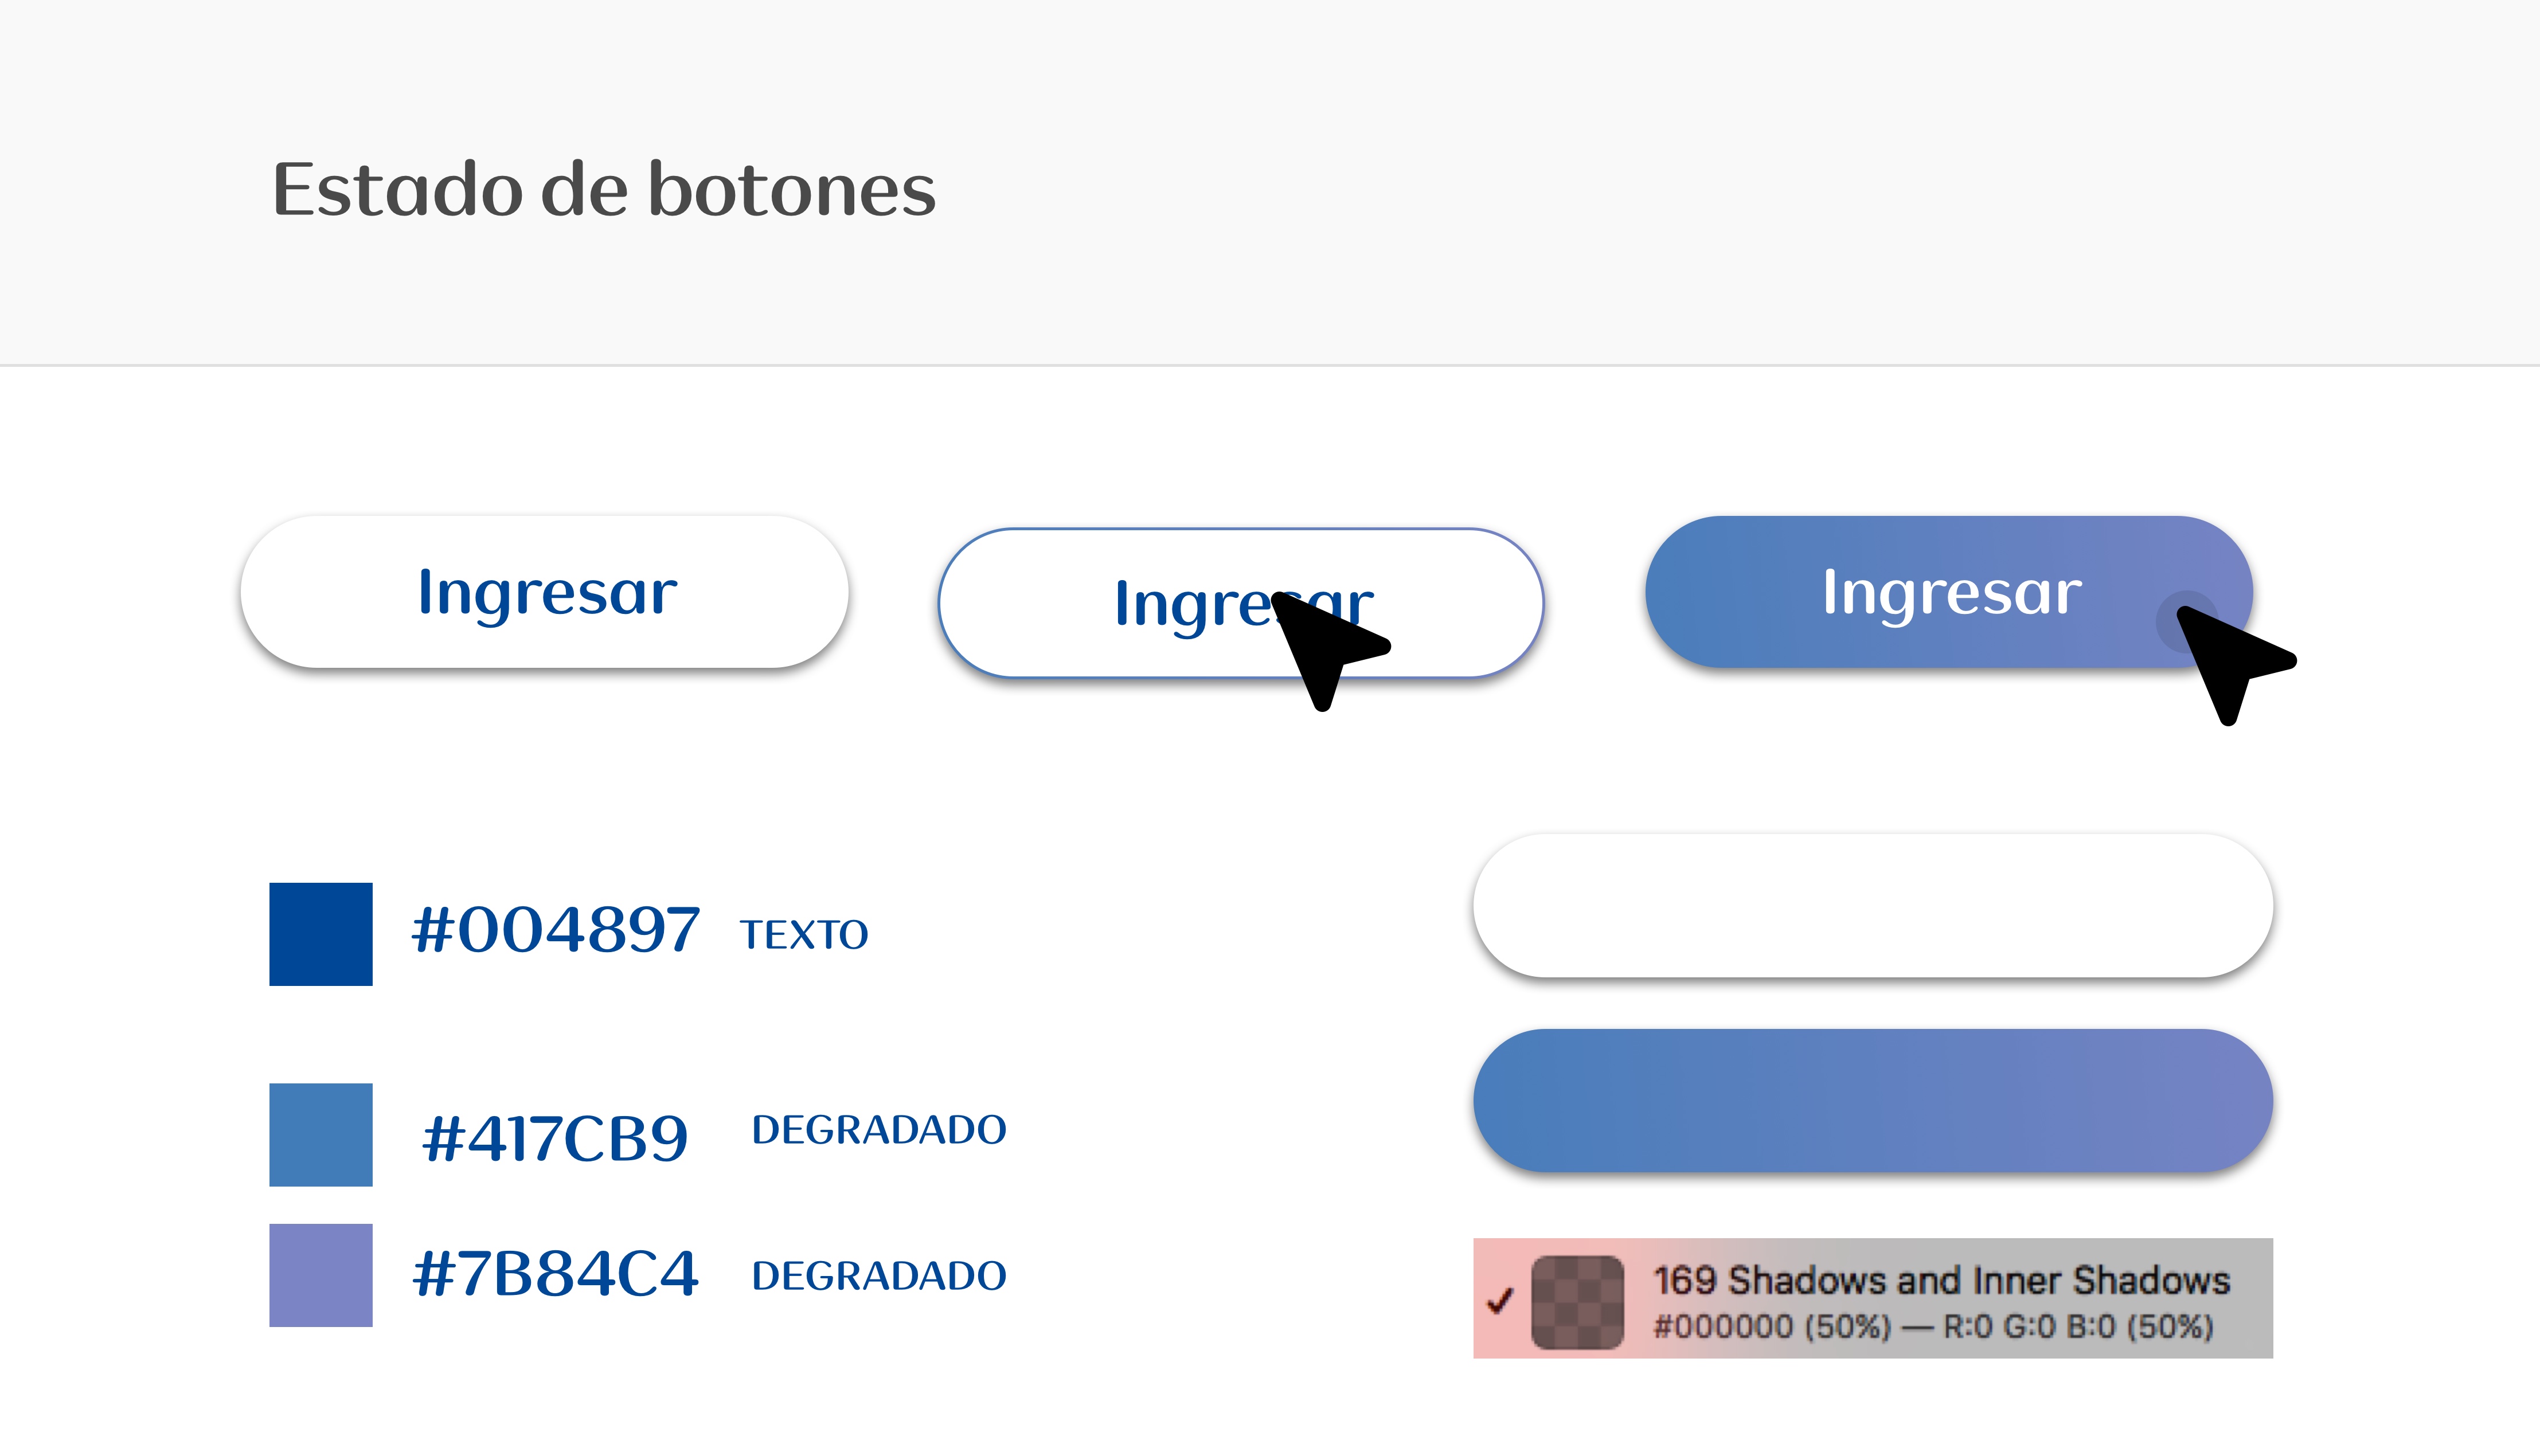 Estado de botones
Ingresar
Ingresar
Ingresar
#004897 TEXTO
#417CB9 DEGRADADO
#7B84C4 DEGRADADO
169 Shadows and Inner Shadows
#000000 (50%) — R:0 G:0 B:0 (50%)